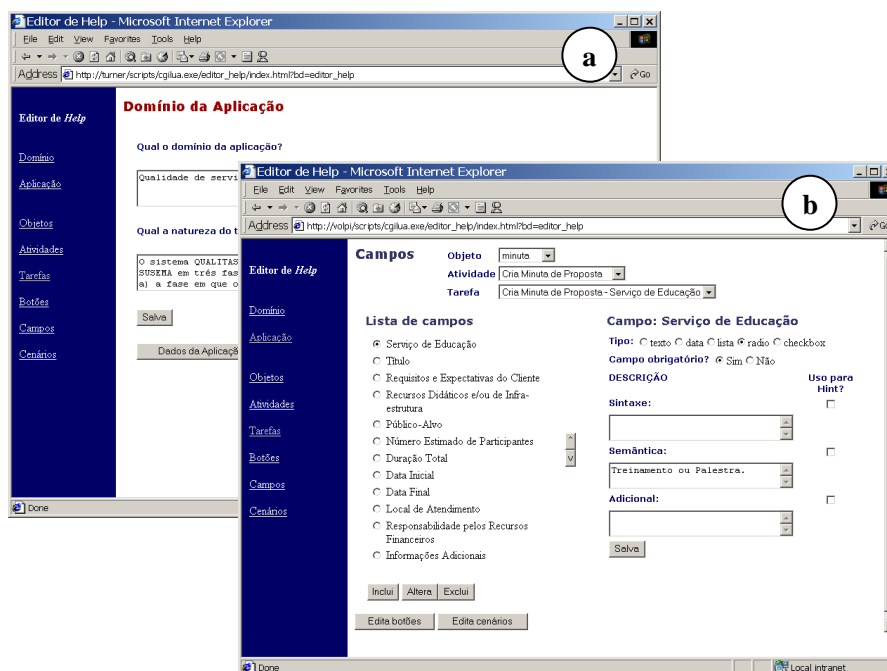 Editor de Help - Microsoft Internet Explorer
File Edit View Favorites Tools Help
a
Address http://turner/scripts/cgilua.exe/editor_help/index.html?bd=editor_help Go
Editor de Help
Domínio
Aplicação
Objetos
Atividades
Tarefas
Botões
Campos
Cenários
Domínio da Aplicação
Qual o domínio da aplicação?
Qualidade de servi
Qual a natureza do t
O sistema QUALITAS
SUSEMA em três fas
a) a fase em que o
Salva
Dados da Aplicaçã
Done
Editor de Help - Microsoft Internet Explorer
File Edit View Favorites Tools Help
b
Address http://volpi/scripts/cgilua.exe/editor_help/index.html?bd=editor_help Go
Editor de Help
Domínio
Aplicação
Objetos
Atividades
Tarefas
Botões
Campos
Cenários
Campos
Objeto minuta
Atividade Cria Minuta de Proposta
Tarefa Cria Minuta de Proposta - Serviço de Educação
Lista de campos
Serviço de Educação
Título
Requisitos e Expectativas do Cliente
Recursos Didáticos e/ou de Infra-
estrutura
Público-Alvo
Número Estimado de Participantes
Duração Total
Data Inicial
Data Final
Local de Atendimento
Responsabilidade pelos Recursos
Financeiros
Informações Adicionais
Inclui Altera Exclui
Edita botões Edita cenários
Campo: Serviço de Educação
Tipo: texto data lista radio checkbox
Campo obrigatório? Sim Não
DESCRIÇÃO Uso para
Hint?
Sintaxe:
Semântica:
Treinamento ou Palestra.
Adicional:
Salva
Done Local intranet